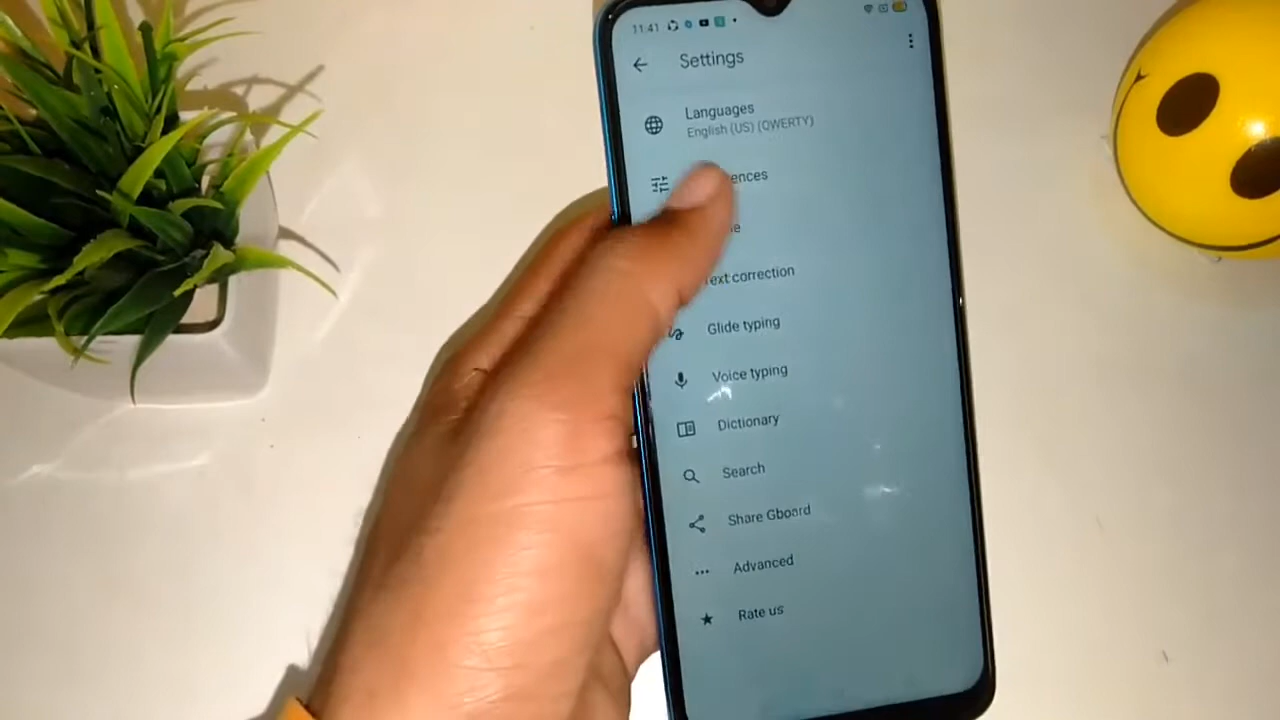 11:41
Settings
Languages
English (US) (QWERTY)
Text correction
Glide typing
Voice typing
Dictionary
Search
Share Gboard
Advanced
Rate us